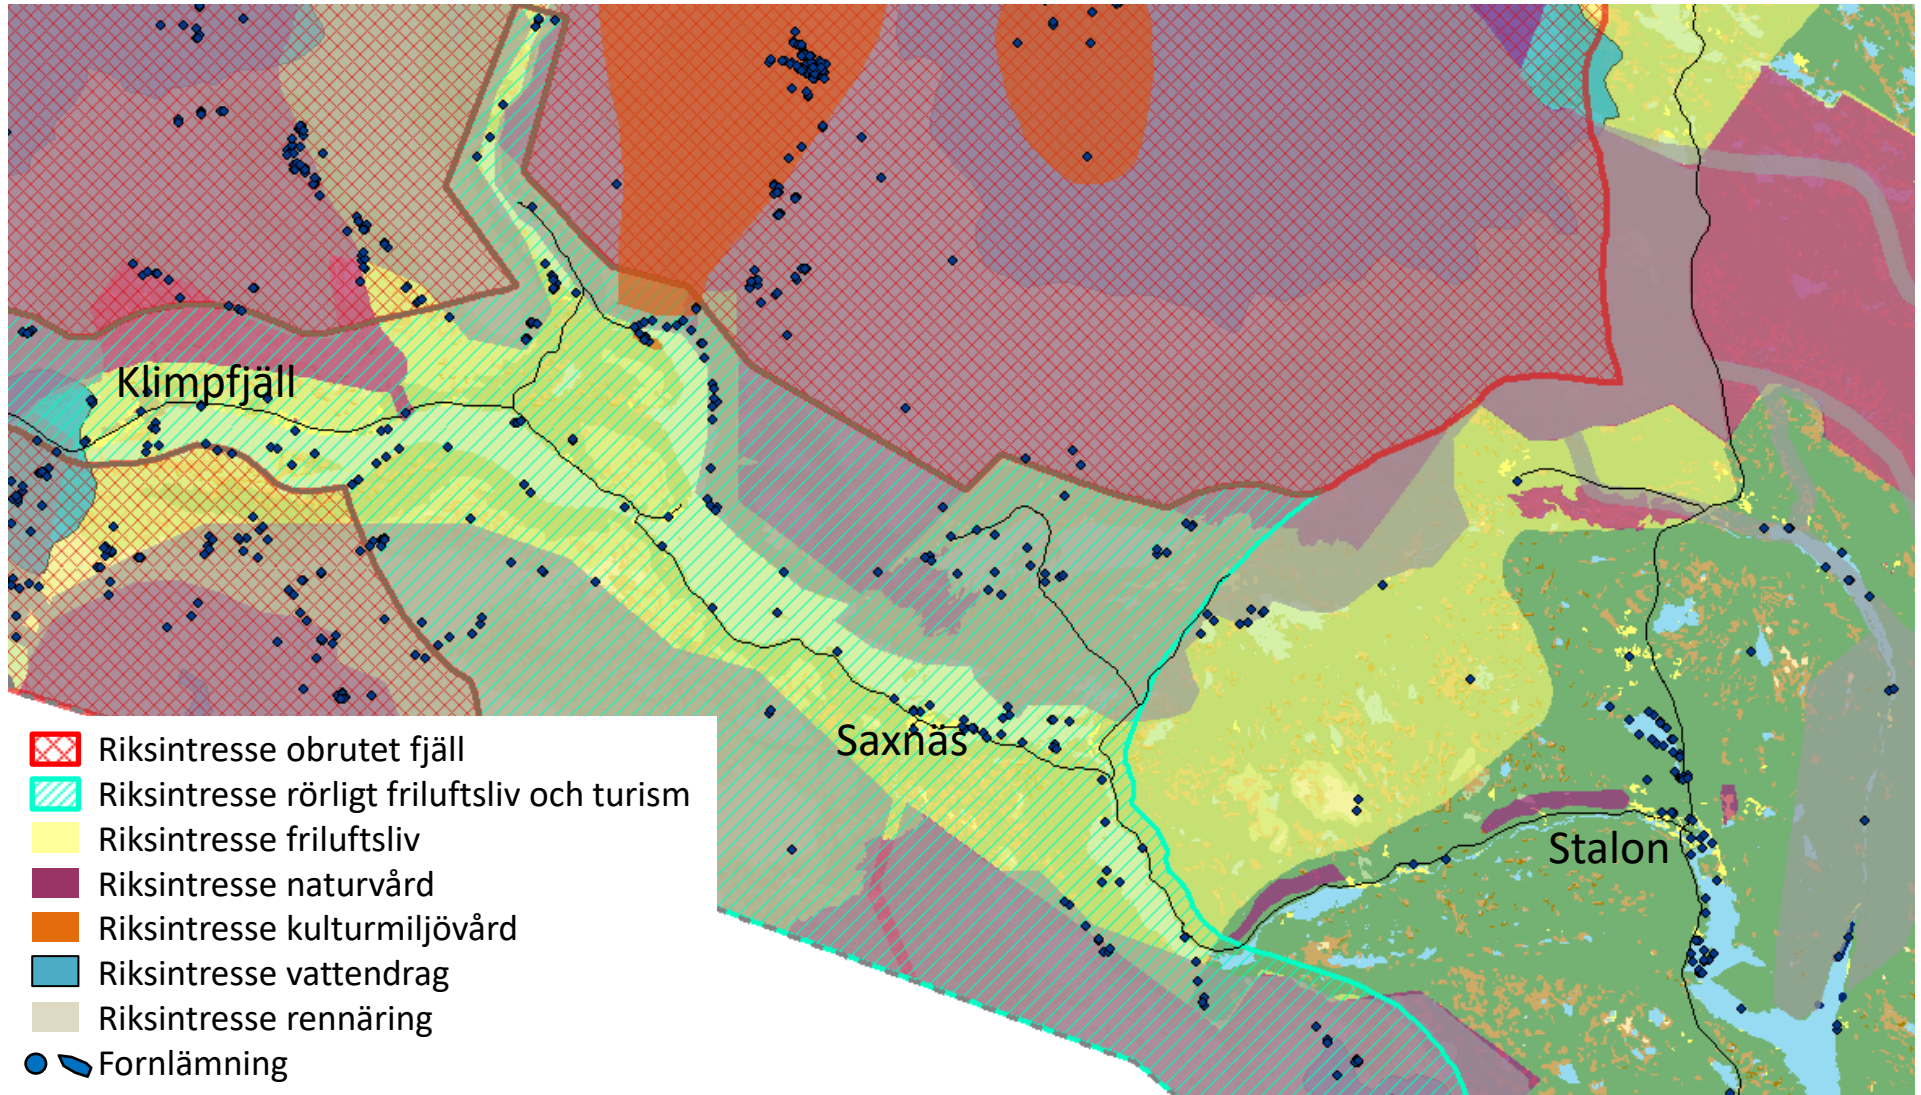 Klimpfjäll
Saxnäs
Stalon
Riksintresse obrutet fjäll
Riksintresse rörligt friluftsliv och turism
Riksintresse friluftsliv
Riksintresse naturvård
Riksintresse kulturmiljövård
Riksintresse vattendrag
Riksintresse rennäring
Fornlämning